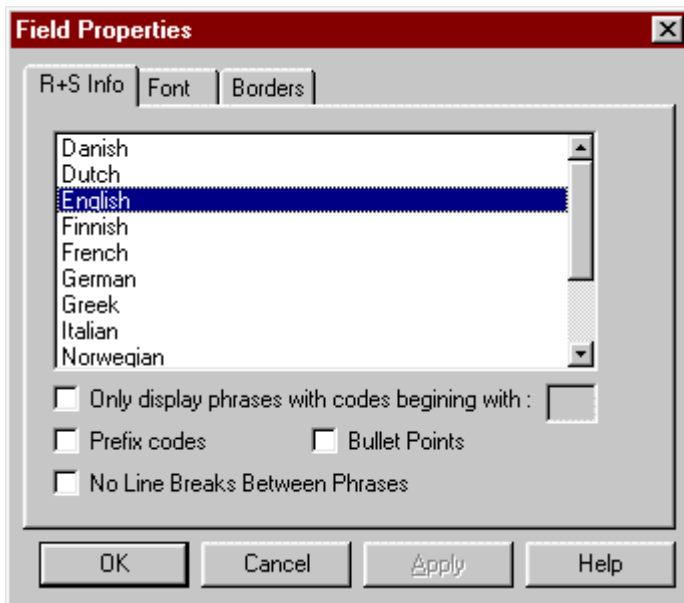 Field Properties
R+S Info Font Borders
Danish
Dutch
English
Finnish
French
German
Greek
Italian
Norwegian
Only display phrases with codes begining with :
Prefix codes Bullet Points
No Line Breaks Between Phrases
OK Cancel Apply Help